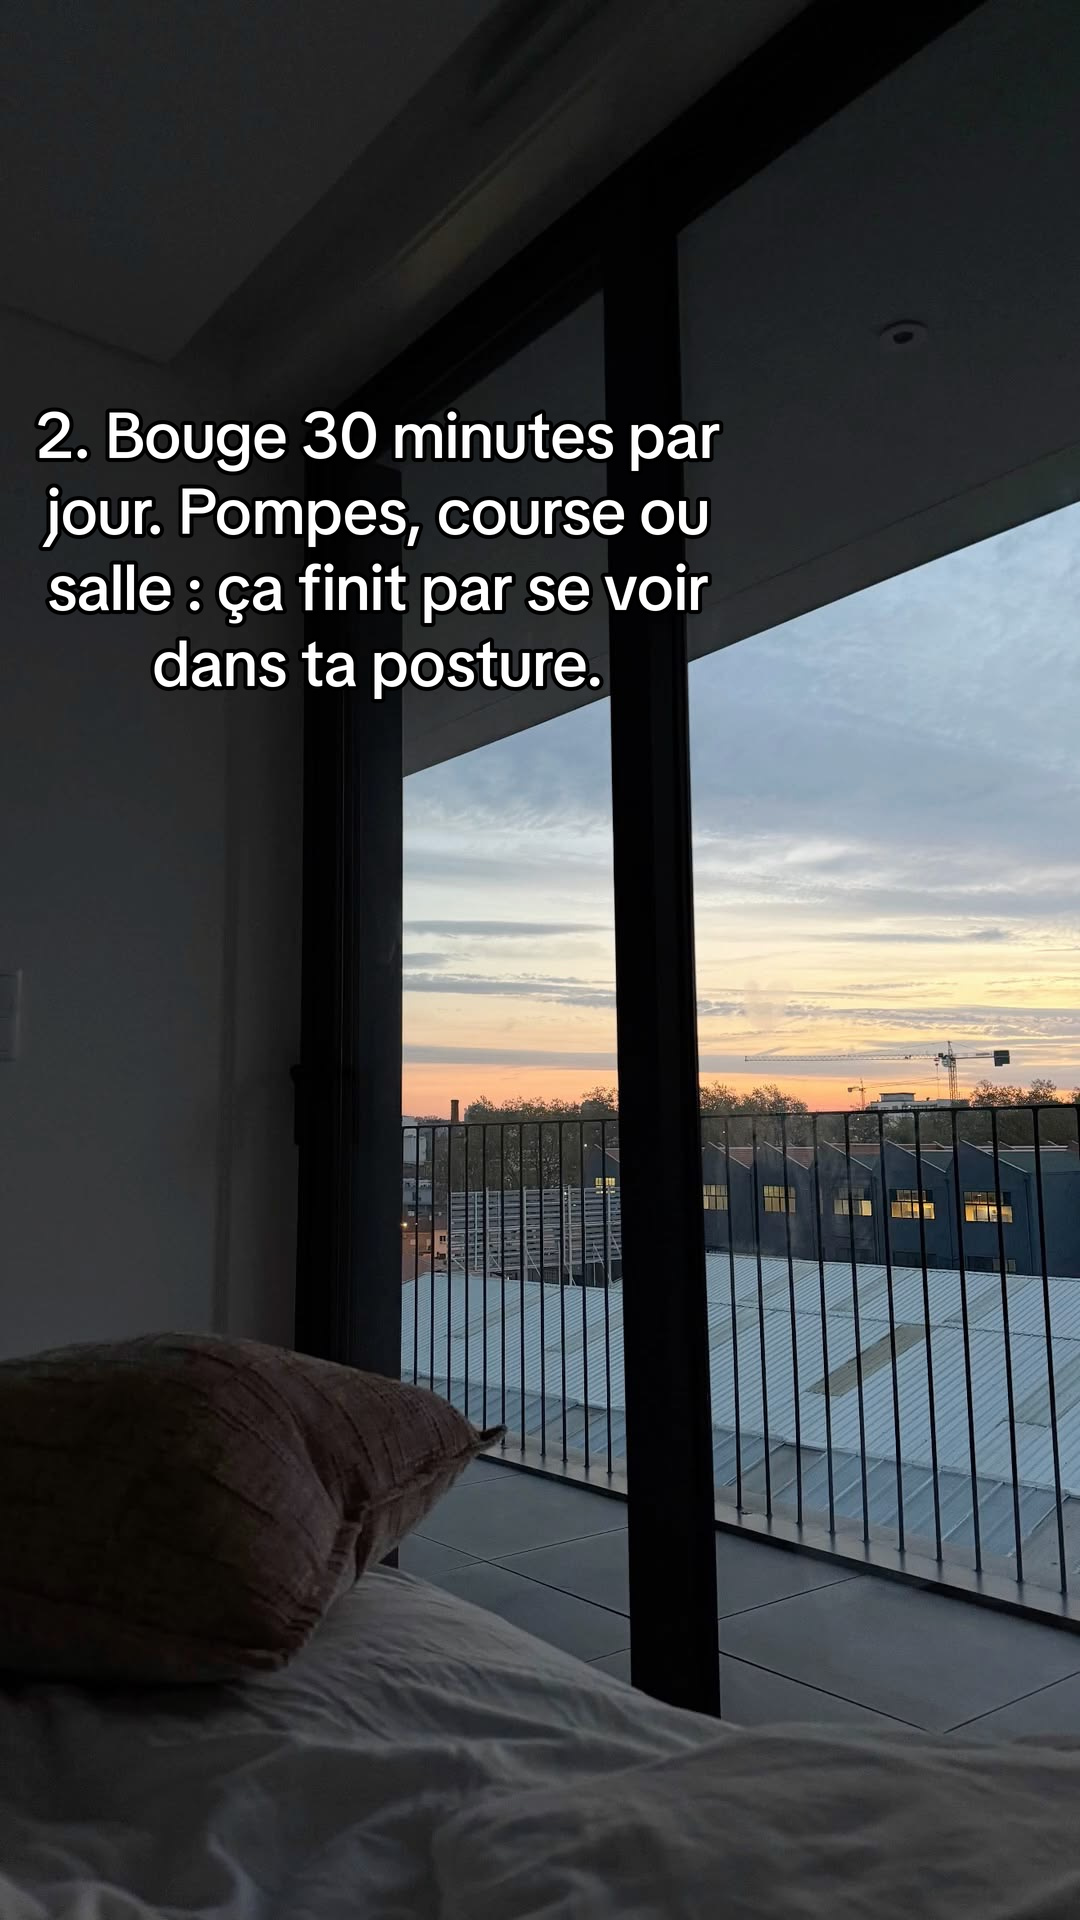 2. Bouge 30 minutes par
jour. Pompes, course ou
salle : ça finit par se voir
dans ta posture.